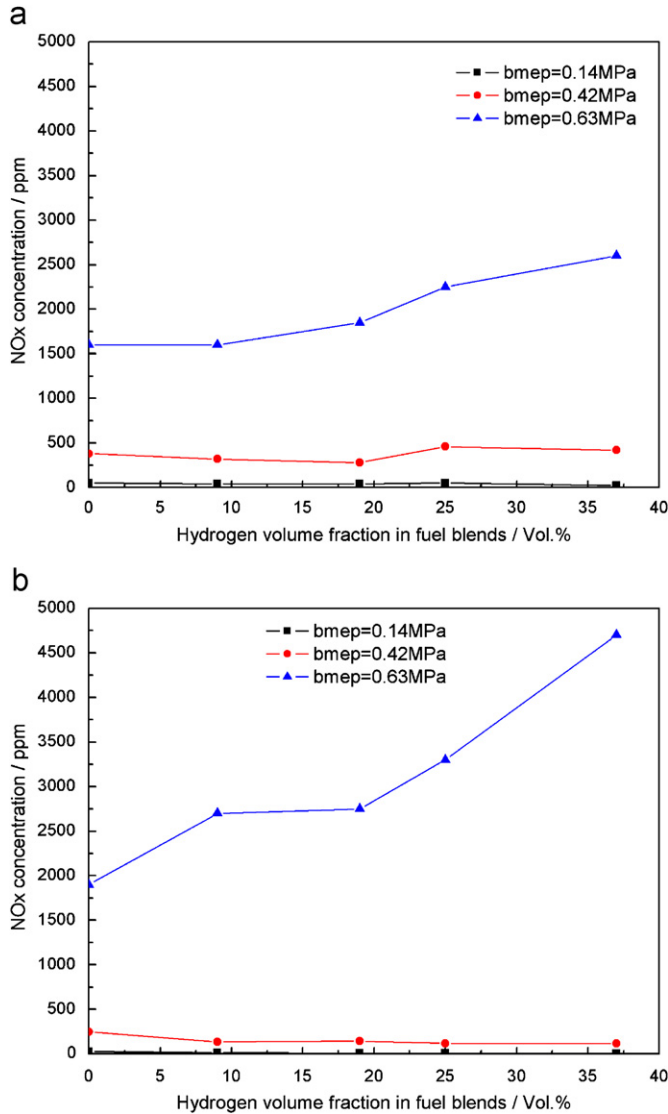 a
5000
4500
4000
3500
3000
2500
2000
1500
1000
500
0
NOx concentration / ppm
bmep=0.14MPa
bmep=0.42MPa
bmep=0.63MPa
0 5 10 15 20 25 30 35 40
Hydrogen volume fraction in fuel blends / Vol.%
b
5000
4500
4000
3500
3000
2500
2000
1500
1000
500
0
NOx concentration / ppm
bmep=0.14MPa
bmep=0.42MPa
bmep=0.63MPa
0 5 10 15 20 25 30 35 40
Hydrogen volume fraction in fuel blends / Vol.%